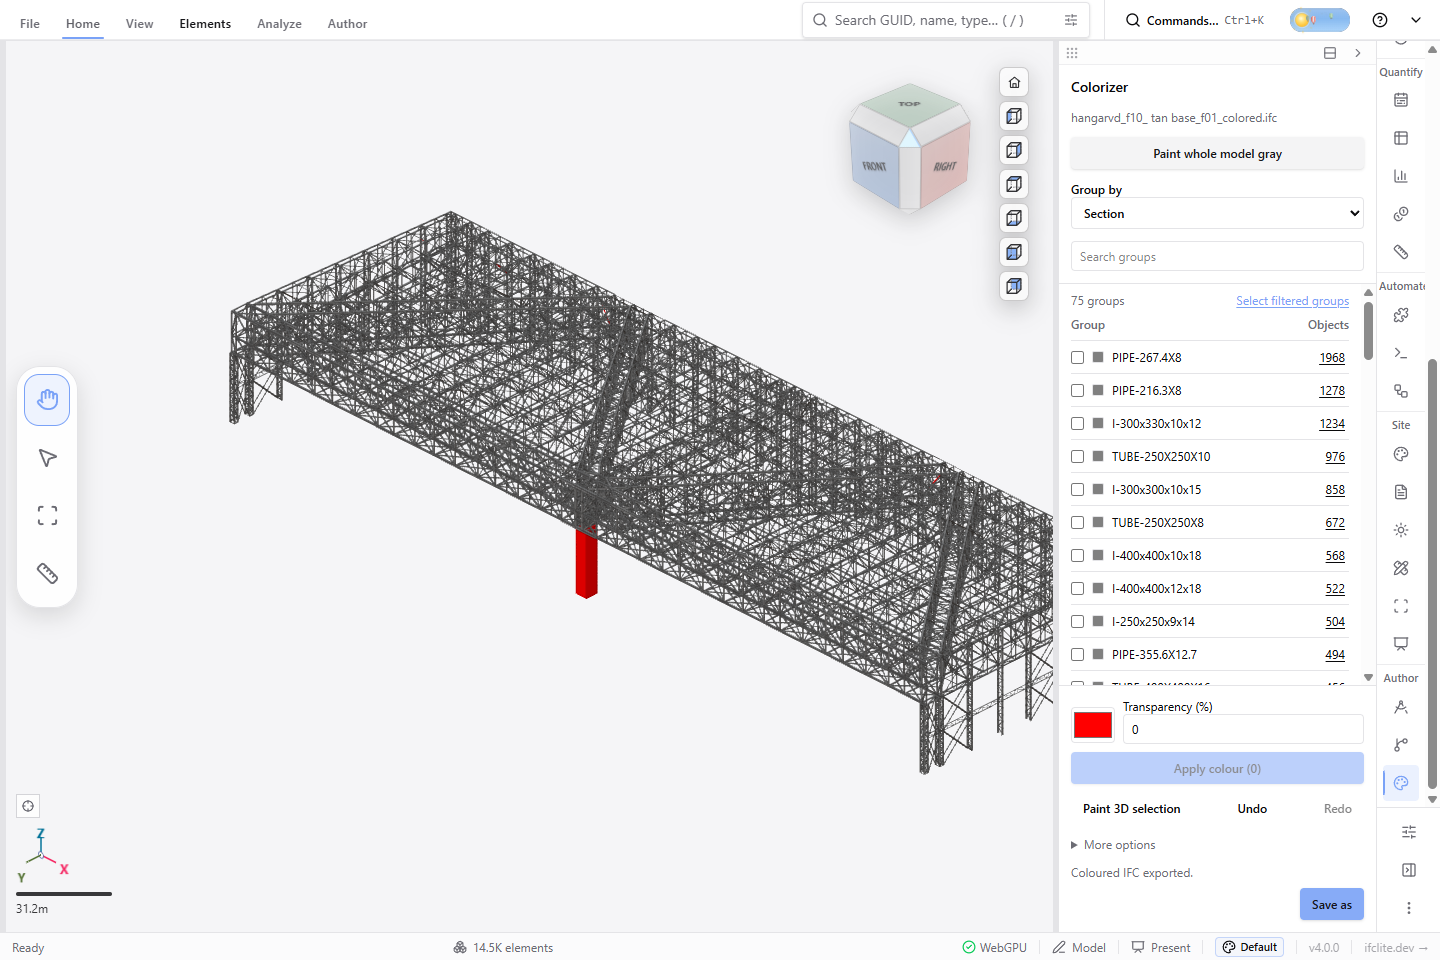 File
Home
View
Elements
Analyze
Author
Search GUID, name, type... ( / )
Commands...
Ctrl+K
TOP
FRONT
RIGHT
Colorizer
hangarvd_f10_ tan base_f01_colored.ifc
Paint whole model gray
Group by
Section
Search groups
75 groups
Select filtered groups
Group
Objects
PIPE-267.4X8
1968
PIPE-216.3X8
1278
I-300x330x10x12
1234
TUBE-250X250X10
976
I-300x300x10x15
858
TUBE-250X250X8
672
I-400x400x10x18
568
I-400x400x12x18
522
I-250x250x9x14
504
PIPE-355.6X12.7
494
Transparency (%)
0
Apply colour (0)
Paint 3D selection
Undo
Redo
More options
Coloured IFC exported.
Save as
Quantify
Automate
Site
Author
Z
X
Y
31.2m
Ready
14.5K elements
WebGPU
Model
Present
Default
v4.0.0
ifclite.dev →